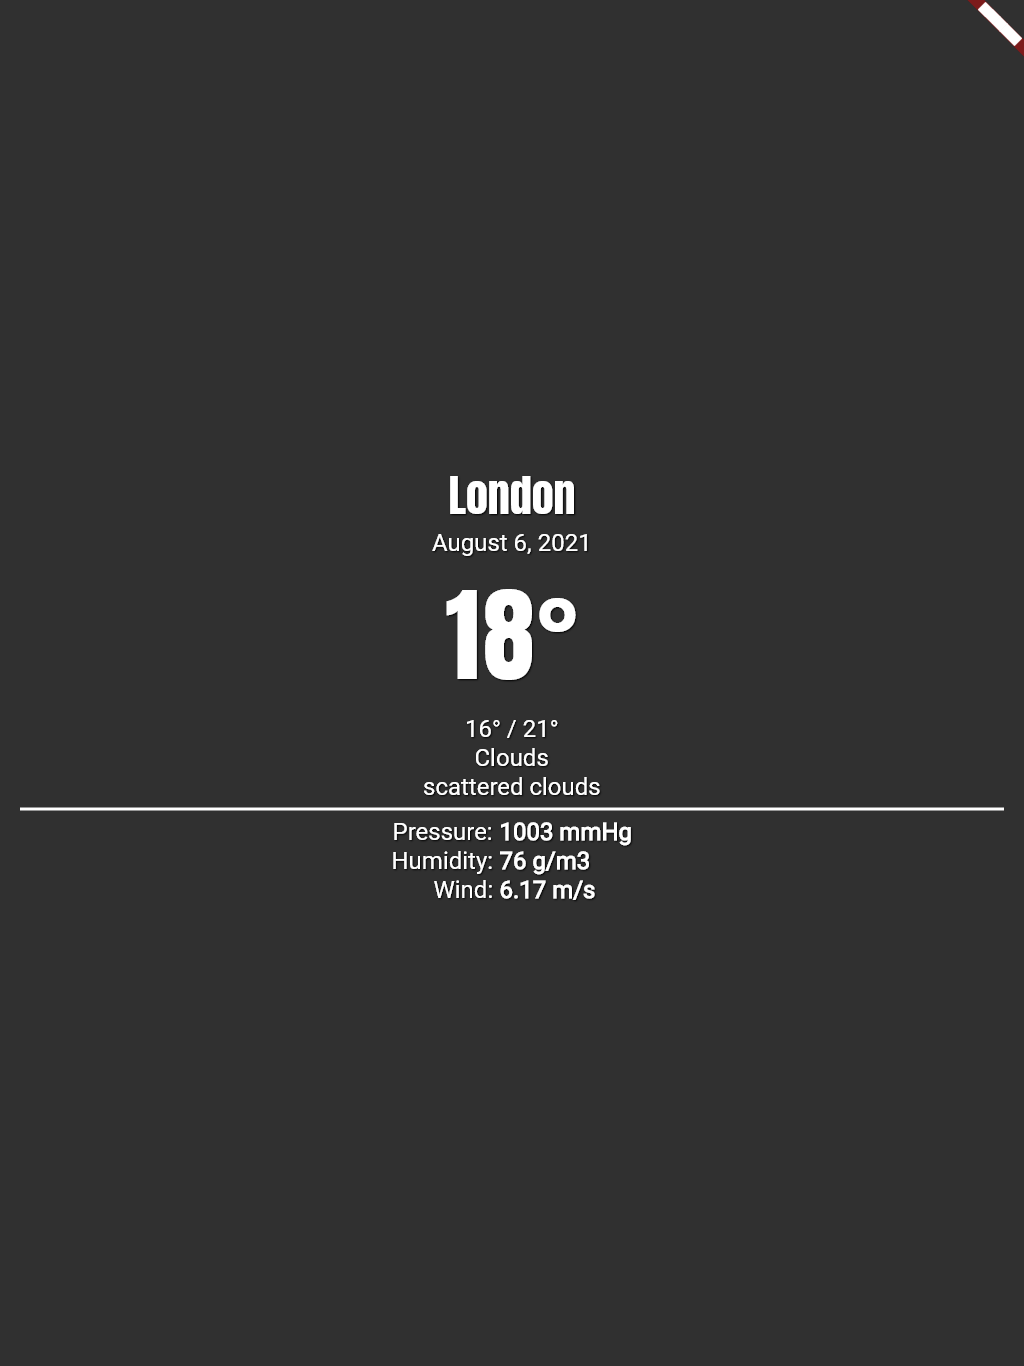 London
August 6, 2021
18°
16° / 21°
Clouds
scattered clouds
Pressure: 1003 mmHg
Humidity: 76 g/m3
Wind: 6.17 m/s